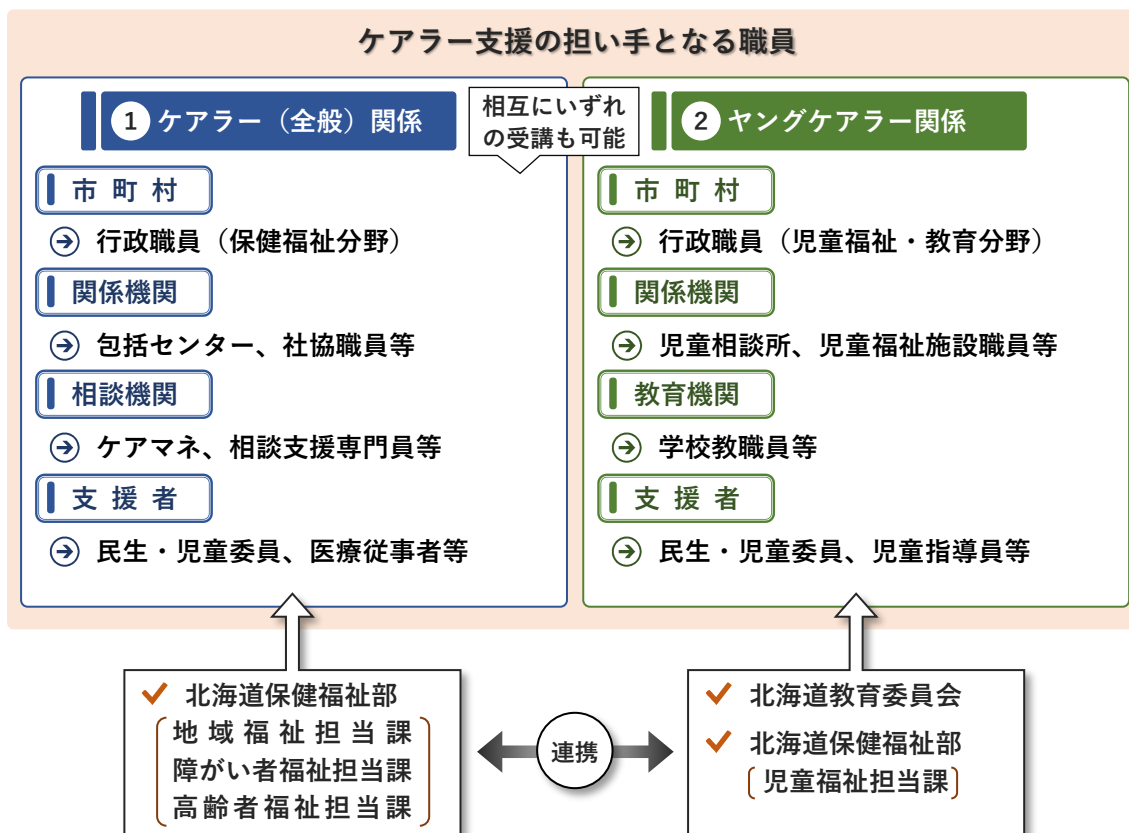 ケアラー支援の担い手となる職員
相互にいずれ
の受講も可能
1 ケアラー（全般）関係
市町村
行政職員（保健福祉分野）
関係機関
包括センター、社協職員等
相談機関
ケアマネ、相談支援専門員等
支援者
民生・児童委員、医療従事者等
2 ヤングケアラー関係
市町村
行政職員（児童福祉・教育分野）
関係機関
児童相談所、児童福祉施設職員等
教育機関
学校教職員等
支援者
民生・児童委員、児童指導員等
北海道保健福祉部
地域福祉担当課
障がい者福祉担当課
高齢者福祉担当課
連携
北海道教育委員会
北海道保健福祉部
児童福祉担当課